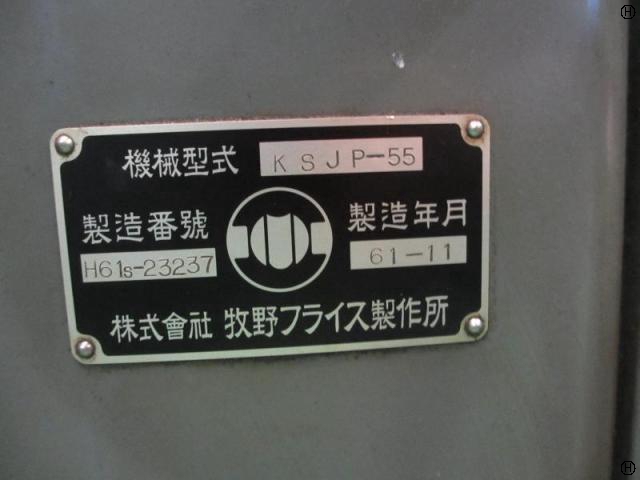 機械型式 KSJP-55
製造番號 製造年月
H61s-23237 61-11
株式會社 牧野フライス製作所
H
H